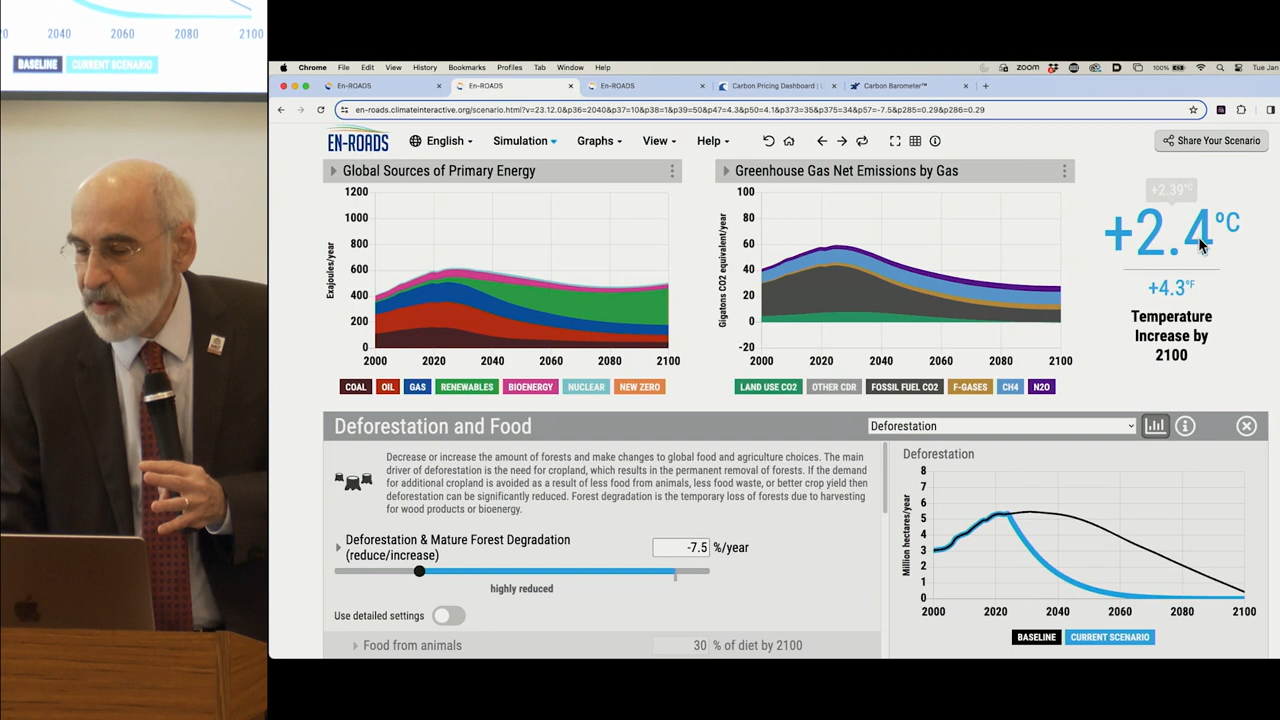 2040 2060 2080 2100
BASELINE CURRENT SCENARIO
Chrome File Edit View History Bookmarks Profiles Tab Window Help zoom 100% Tue Jan
En-ROADS En-ROADS En-ROADS Carbon Pricing Dashboard | Carbon Barometer™
en-roads.climateinteractive.org/scenario.html?v=23.12.0&p36=2040&p37=10&p38=1&p39=50&p47=4.3&p50=4.1&p373=35&p375=34&p57=-7.5&p285=0.29&p286=0.29
EN-ROADS English Simulation Graphs View Help Share Your Scenario
Global Sources of Primary Energy
Exajoules/year
1200
1000
800
600
400
200
0
2000 2020 2040 2060 2080 2100
COAL OIL GAS RENEWABLES BIOENERGY NUCLEAR NEW ZERO
Greenhouse Gas Net Emissions by Gas
Gigatons CO2 equivalent/year
100
80
60
40
20
0
-20
2000 2020 2040 2060 2080 2100
LAND USE CO2 OTHER CDR FOSSIL FUEL CO2 F-GASES CH4 N2O
+2.39°C
+2.4°C
+4.3°F
Temperature
Increase by
2100
Deforestation and Food
Deforestation
Decrease or increase the amount of forests and make changes to global food and agriculture choices. The main
driver of deforestation is the need for cropland, which results in the permanent removal of forests. If the demand
for additional cropland is avoided as a result of less food from animals, less food waste, or better crop yield then
deforestation can be significantly reduced. Forest degradation is the temporary loss of forests due to harvesting
for wood products or bioenergy.
Deforestation & Mature Forest Degradation
(reduce/increase)
-7.5 %/year
highly reduced
Use detailed settings
Food from animals 30 % of diet by 2100
Deforestation
Million hectares/year
8
7
6
5
4
3
2
1
0
2000 2020 2040 2060 2080 2100
BASELINE CURRENT SCENARIO